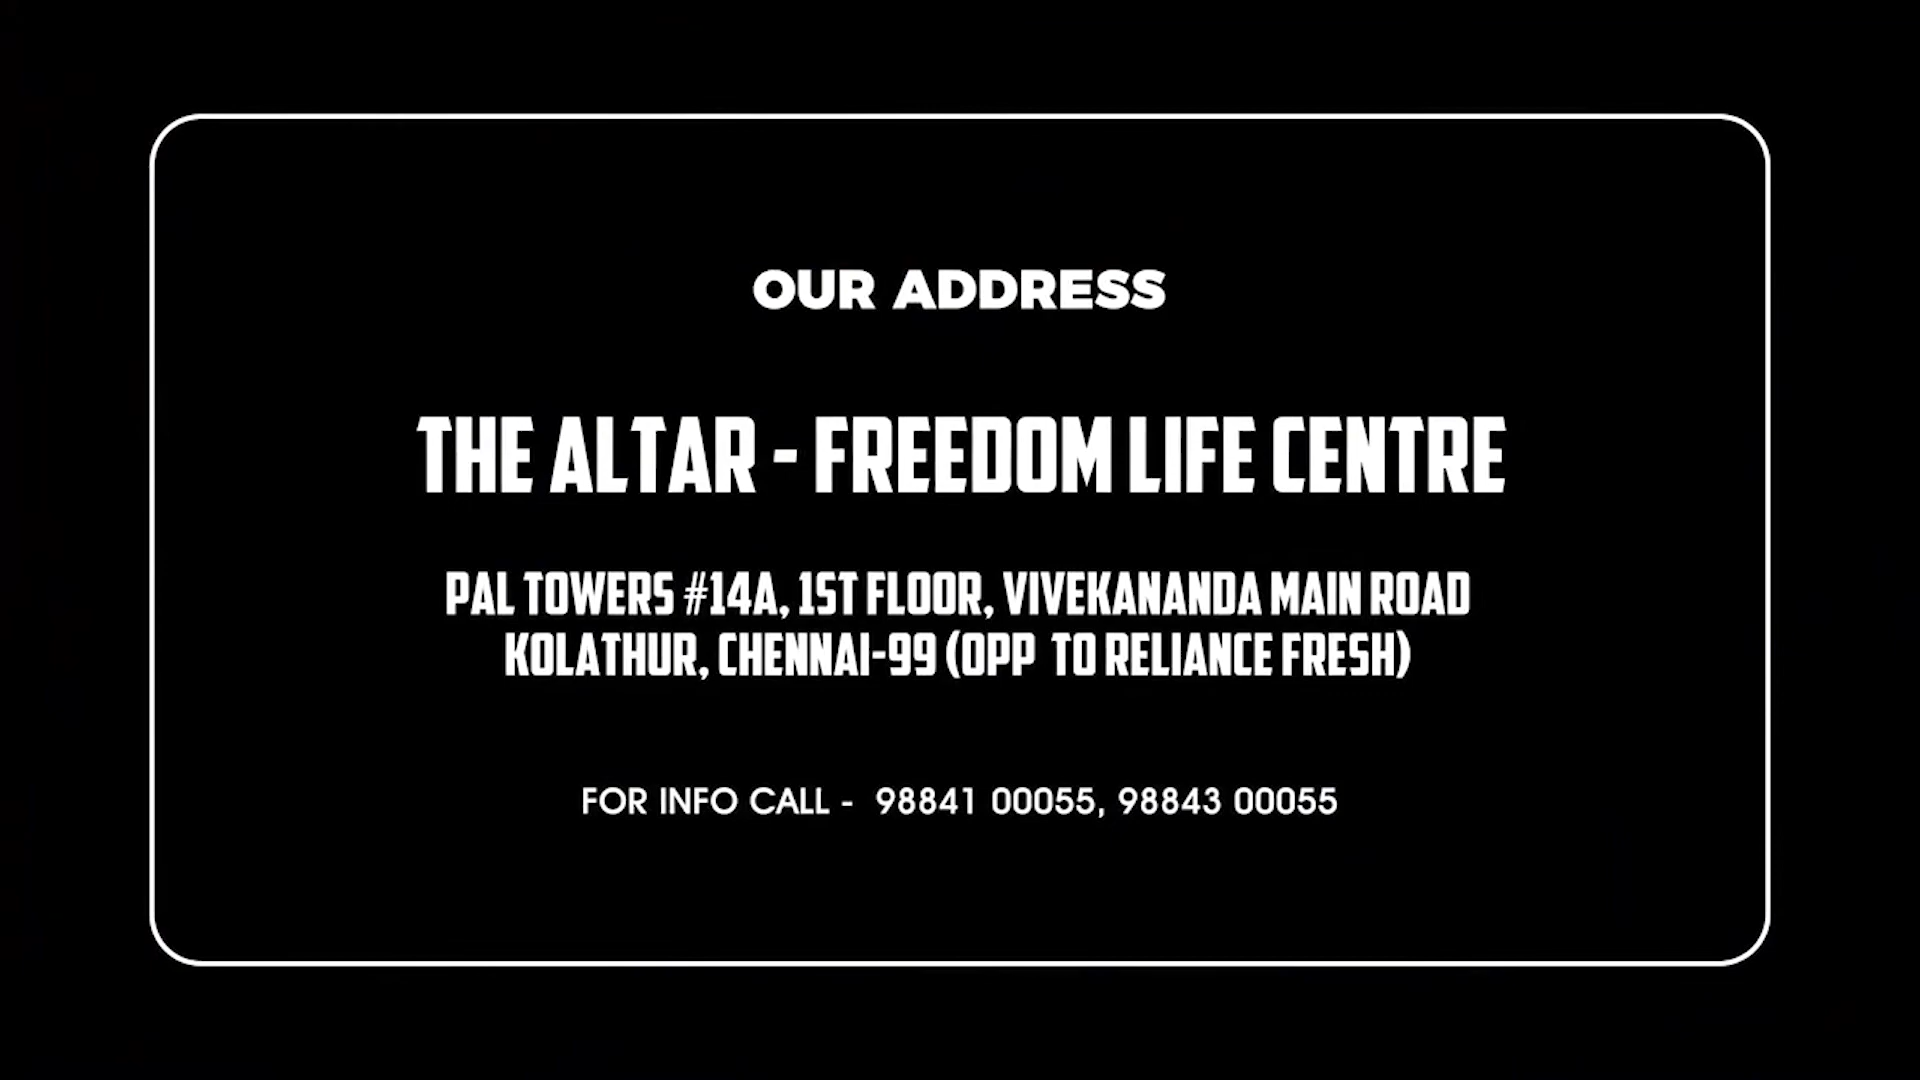 OUR ADDRESS
THE ALTAR - FREEDOM LIFE CENTRE
PAL TOWERS #14A, 1ST FLOOR, VIVEKANANDA MAIN ROAD
KOLATHUR, CHENNAI-99 (OPP TO RELIANCE FRESH)
FOR INFO CALL - 98841 00055, 98843 00055